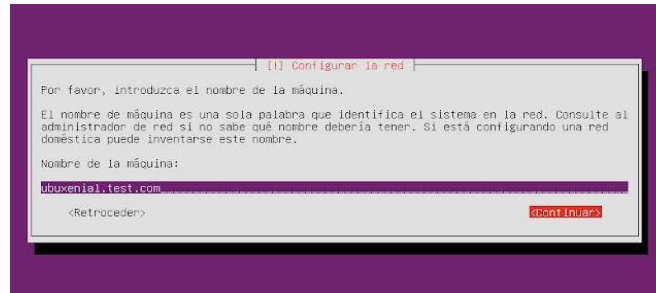 [!] Configurar la red
Por favor, introduzca el nombre de la máquina.
El nombre de máquina es una sola palabra que identifica el sistema en la red. Consulte al
administrador de red si no sabe qué nombre debería tener. Si está configurando una red
doméstica puede inventarse este nombre.
Nombre de la máquina:
ubuxenial.test.com
<Retroceder> <Continuar>